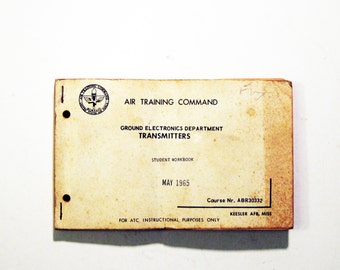 AIR TRAINING COMMAND
GROUND ELECTRONICS DEPARTMENT
TRANSMITTERS
STUDENT WORKBOOK
MAY 1965
Course Nr. ABR30332
KEESLER AFB, MISS
FOR ATC INSTRUCTIONAL PURPOSES ONLY